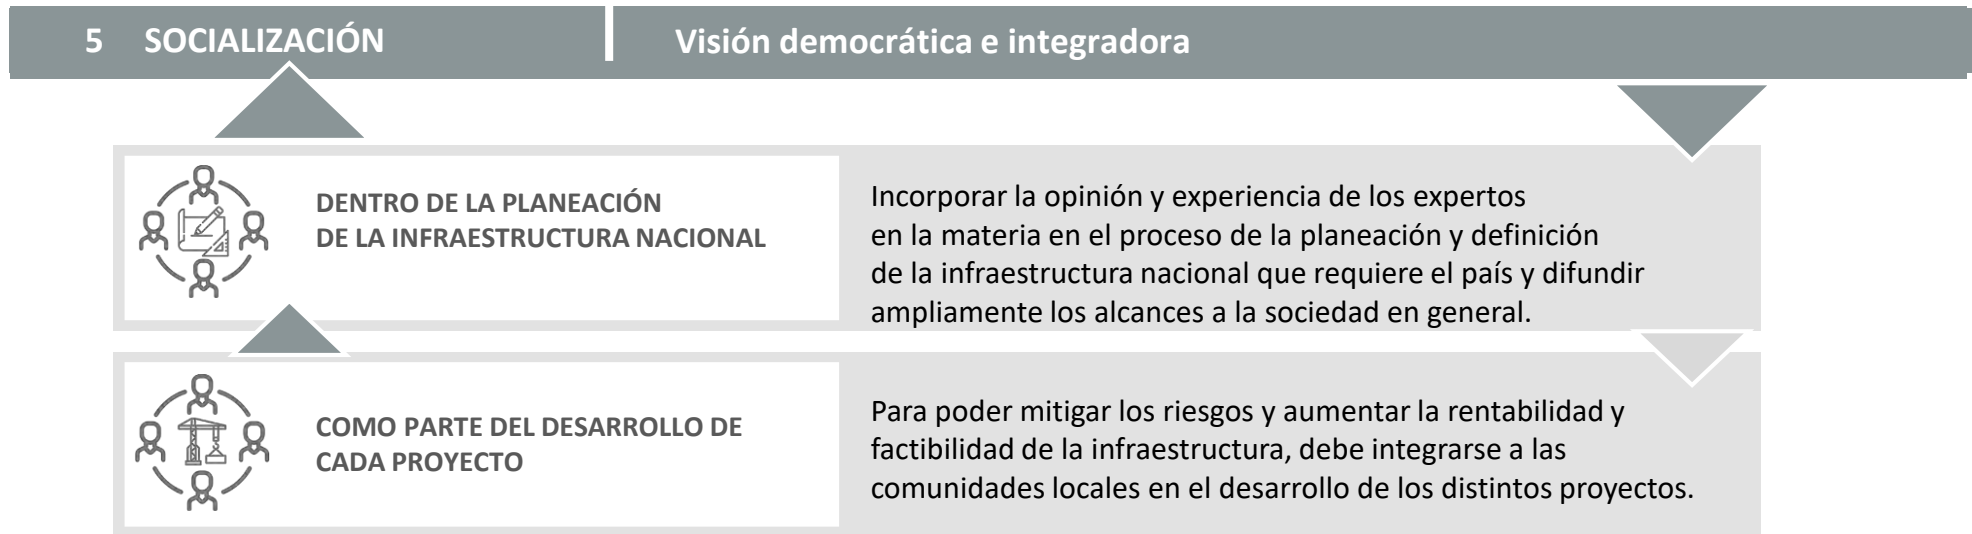 5 SOCIALIZACIÓN
Visión democrática e integradora
DENTRO DE LA PLANEACIÓN
DE LA INFRAESTRUCTURA NACIONAL
Incorporar la opinión y experiencia de los expertos
en la materia en el proceso de la planeación y definición
de la infraestructura nacional que requiere el país y difundir
ampliamente los alcances a la sociedad en general.
COMO PARTE DEL DESARROLLO DE
CADA PROYECTO
Para poder mitigar los riesgos y aumentar la rentabilidad y
factibilidad de la infraestructura, debe integrarse a las
comunidades locales en el desarrollo de los distintos proyectos.